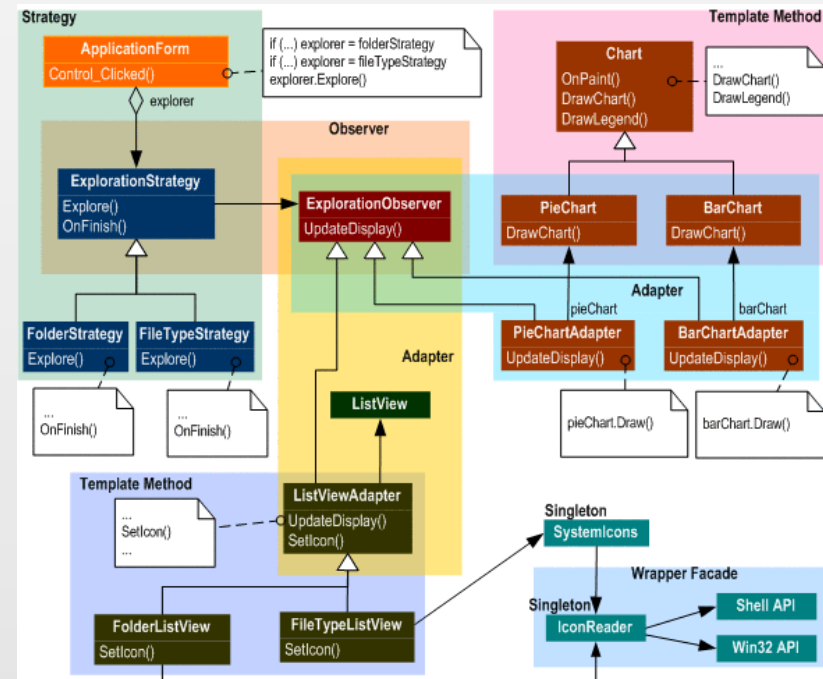 Strategy
Template Method
ApplicationForm
Control_Clicked()
if (...) explorer = folderStrategy
if (...) explorer = fileTypeStrategy
explorer.Explore()
Chart
OnPaint()
DrawChart()
DrawLegend()
...
DrawChart()
DrawLegend()
explorer
Observer
ExplorationStrategy
Explore()
OnFinish()
ExplorationObserver
UpdateDisplay()
PieChart
DrawChart()
BarChart
DrawChart()
Adapter
pieChart
barChart
FolderStrategy
Explore()
FileTypeStrategy
Explore()
Adapter
PieChartAdapter
UpdateDisplay()
BarChartAdapter
UpdateDisplay()
...
OnFinish()
...
OnFinish()
ListView
pieChart.Draw()
barChart.Draw()
Template Method
...
SetIcon()
...
ListViewAdapter
UpdateDisplay()
SetIcon()
Singleton
SystemIcons
Wrapper Facade
Singleton
IconReader
Shell API
Win32 API
FolderListView
SetIcon()
FileTypeListView
SetIcon()